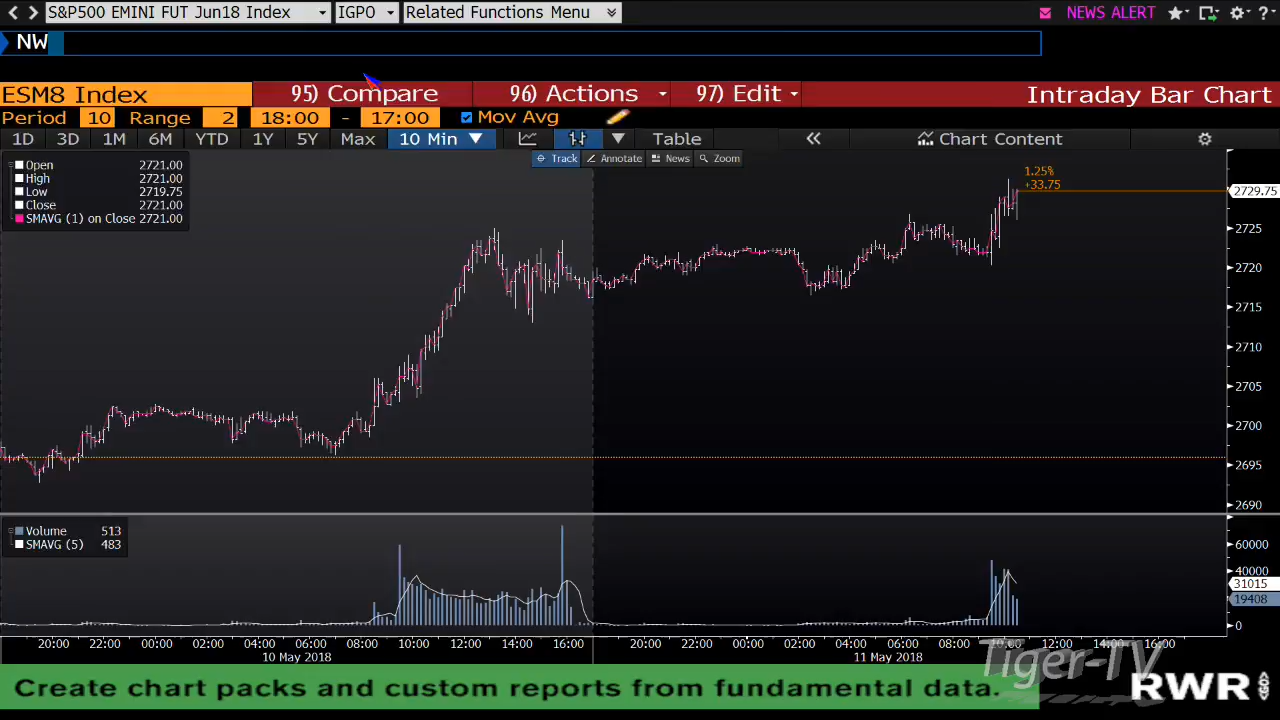 S&P500 EMINI FUT Jun18 Index IGPO Related Functions Menu NEWS ALERT
NW
ESM8 Index 95) Compare 96) Actions 97) Edit Intraday Bar Chart
Period 10 Range 2 18:00 - 17:00 Mov Avg
1D 3D 1M 6M YTD 1Y 5Y Max 10 Min Table Chart Content
Track Annotate News Zoom
Open 2721.00
High 2721.00
Low 2719.75
Close 2721.00
SMAVG (1) on Close 2721.00
1.25%
+33.75
2729.75
2725
2720
2715
2710
2705
2700
2695
2690
Volume 513
SMAVG (5) 483
60000
40000
31015
19408
0
20:00 22:00 00:00 02:00 04:00 06:00 08:00 10:00 12:00 14:00 16:00 20:00 22:00 00:00 02:00 04:00 06:00 08:00 10:00 12:00 14:00 16:00
10 May 2018 11 May 2018
Tiger-TV
Create chart packs and custom reports from fundamental data.
RWR<GO>